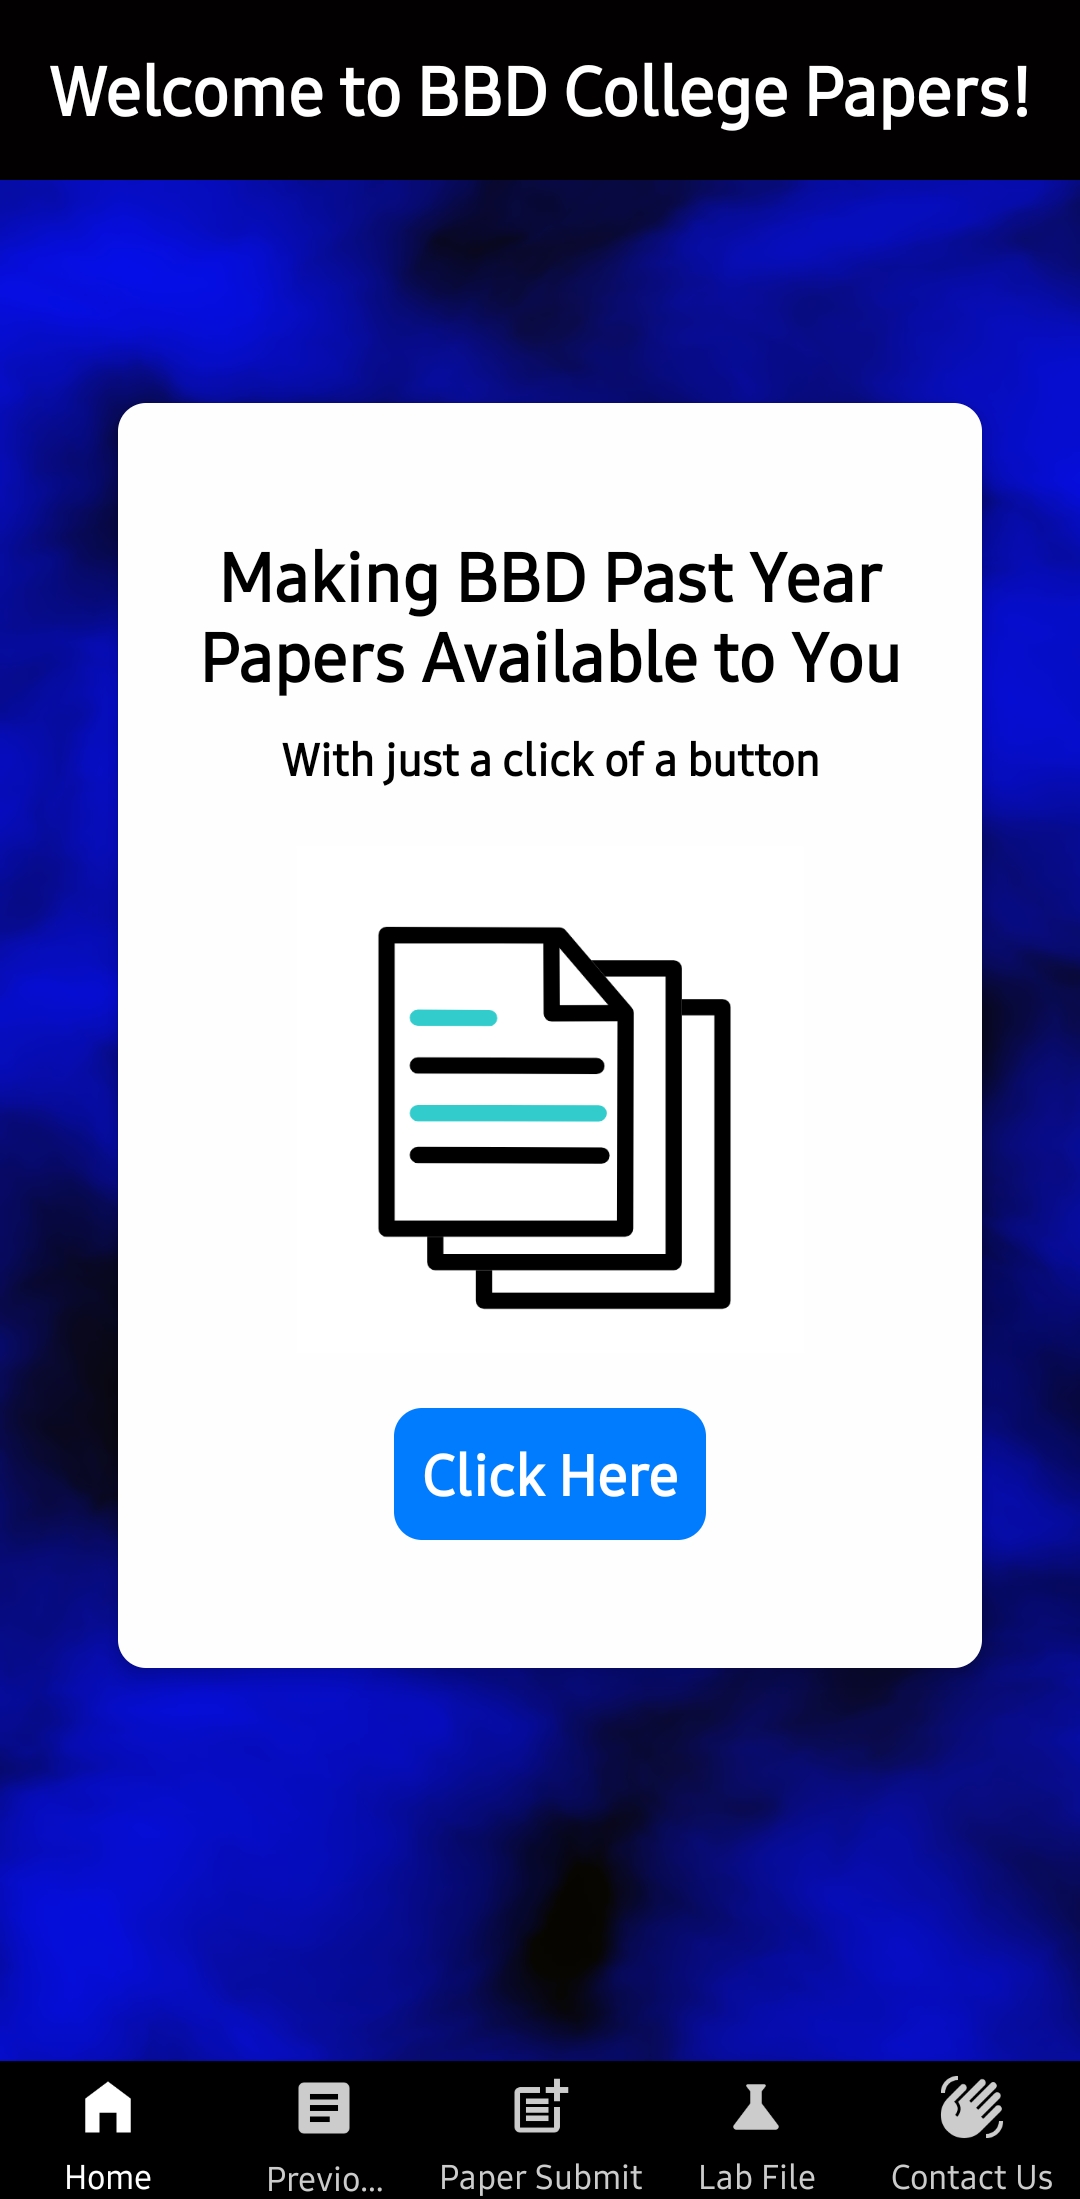 Welcome to BBD College Papers!
Making BBD Past Year
Papers Available to You
With just a click of a button
Click Here
Home
Previo...
Paper Submit
Lab File
Contact Us